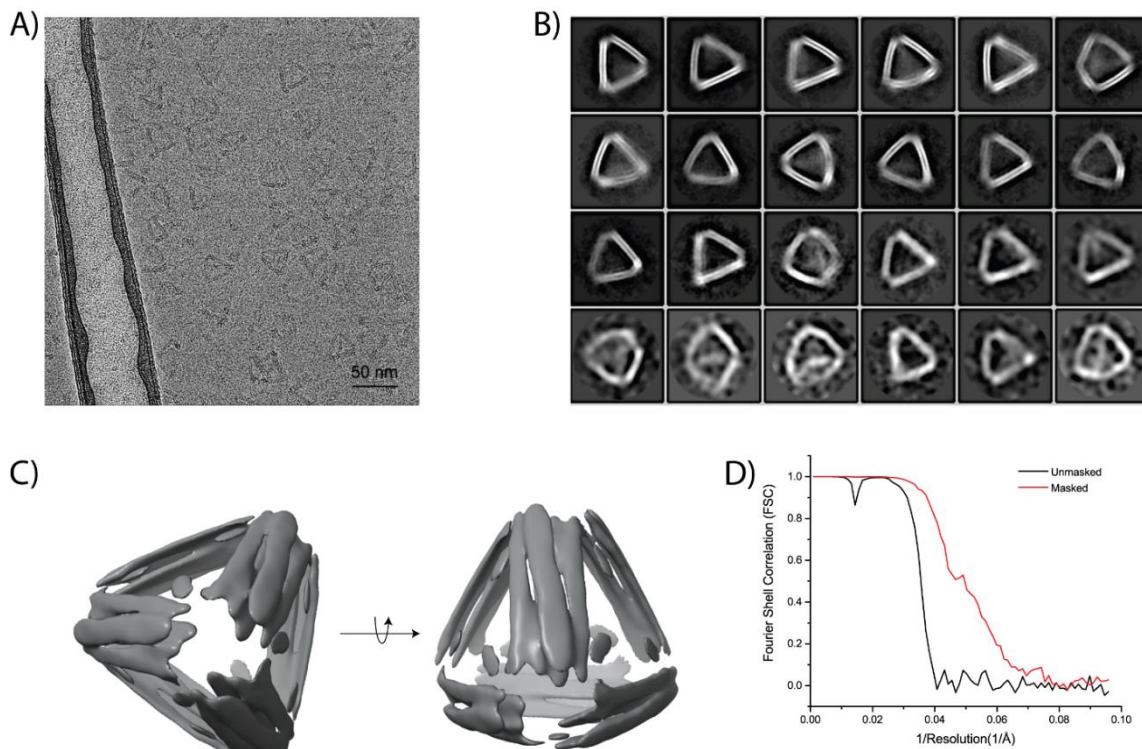 A)
50 nm
B)
C)
D)
Unmasked
Masked
Fourier Shell Correlation (FSC)
1.0
0.8
0.6
0.4
0.2
0.0
0.00
0.02
0.04
0.06
0.08
0.10
1/Resolution(1/Å)